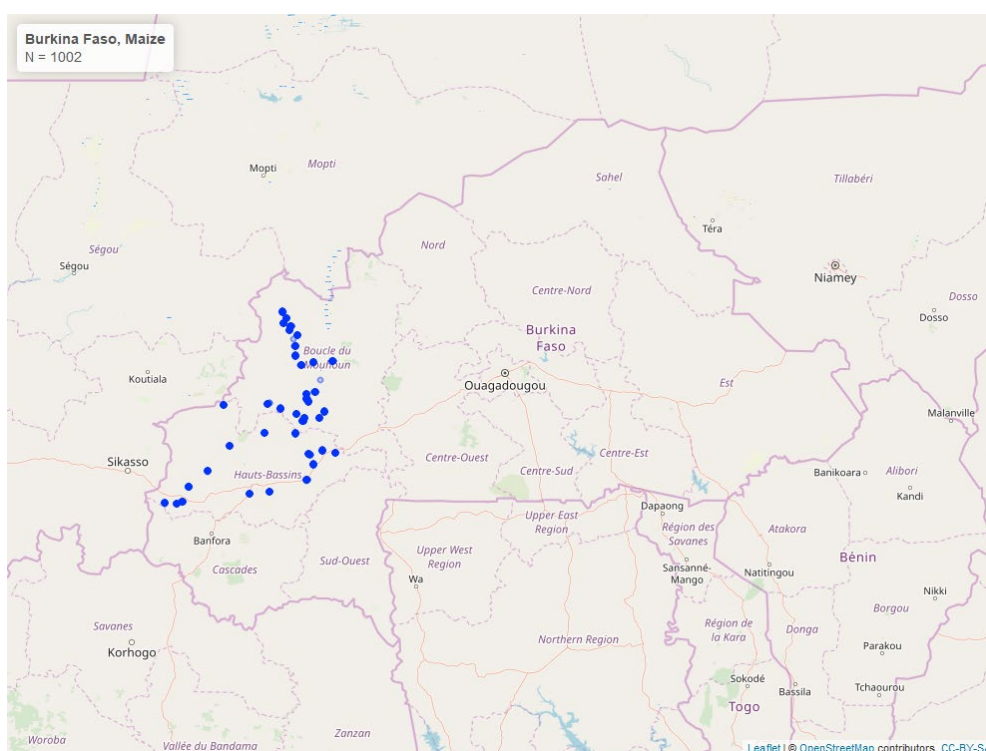 Burkina Faso, Maize
N = 1002
Mopti
Mopti
Sahel
Tillabéri
Téra
Ségou
Ségou
Nord
Niamey
Centre-Nord
Dosso
Dosso
Burkina
Faso
Boucle du
Mouhoun
Koutiala
Ouagadougou
Est
Malanville
Sikasso
Centre-Ouest
Centre-Sud
Centre-Est
Hauts-Bassins
Banikoara
Alibori
Kandi
Dapaong
Upper East
Region
Région des
Savanes
Atakora
Banfora
Upper West
Region
Sud-Ouest
Cascades
Wa
Sansanné-
Mango
Natitingou
Bénin
Nikki
Borgou
Savanes
Korhogo
Northern Region
Région de
la Kara
Donga
Parakou
Sokodé
Bassila
Tchaourou
Togo
Woroba
Vallée du Bandama
Zanzan
Leaflet | © OpenStreetMap contributors, CC-BY-S